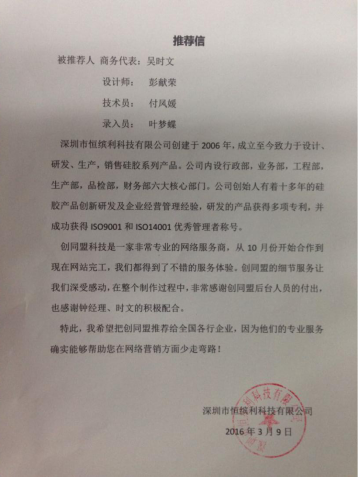 推荐信
被推荐人 商务代表：吴时文
设计师： 彭献荣
技术员： 付风媛
录入员： 叶梦蝶
深圳市恒缤利科技有限公司创建于 2006 年，成立至今致力于设计、
研发、生产，销售硅胶系列产品。公司内设行政部，业务部，工程部，
生产部，品检部，财务部六大核心部门。公司创始人有着十多年的硅
胶产品创新研发及企业经营管理经验，研发的产品获得多项专利，并
成功获得 ISO9001 和 ISO14001 优秀管理者称号。
创同盟科技是一家非常专业的网络服务商，从 10 月份开始合作到
现在网站完工，我们都得到了不错的服务体验。创同盟的细节服务让
我们深受感动，在整个制作过程中，非常感谢创同盟后台人员的付出，
也感谢钟经理、时文的积极配合。
特此，我希望把创同盟推荐给全国各行企业，因为他们的专业服务
确实能够帮助您在网络营销方面少走弯路！
深圳市恒缤利科技有限公司
2016 年 3 月 9 日